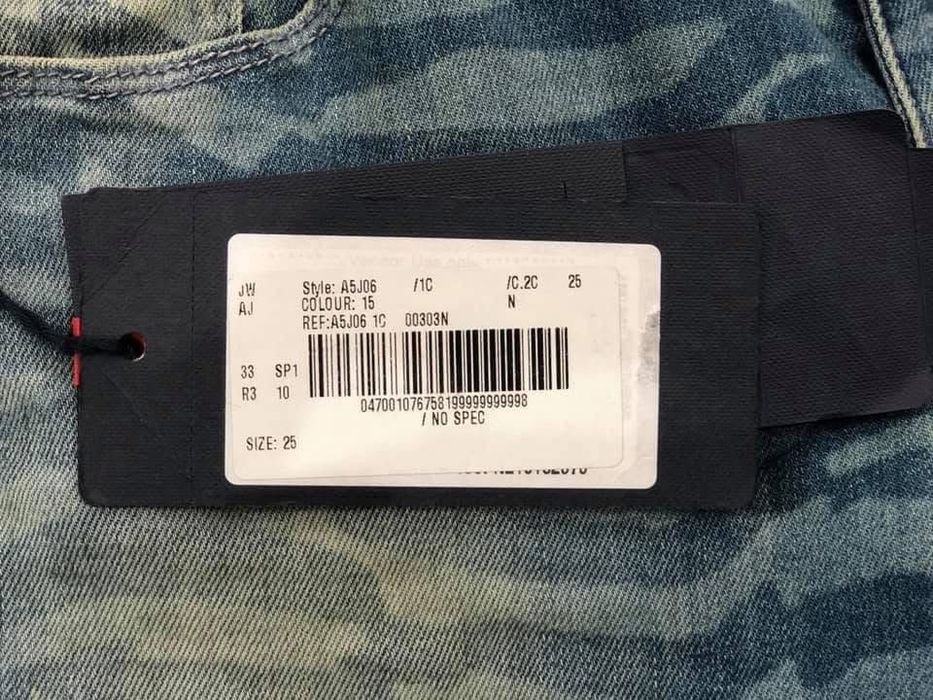 JW Style: A5J06 /1C /C.2C 25
AJ COLOUR: 15 N
REF:A5J06 1C 00303N
33 SP1
R3 10
04700107675819999999998
/ NO SPEC
SIZE: 25